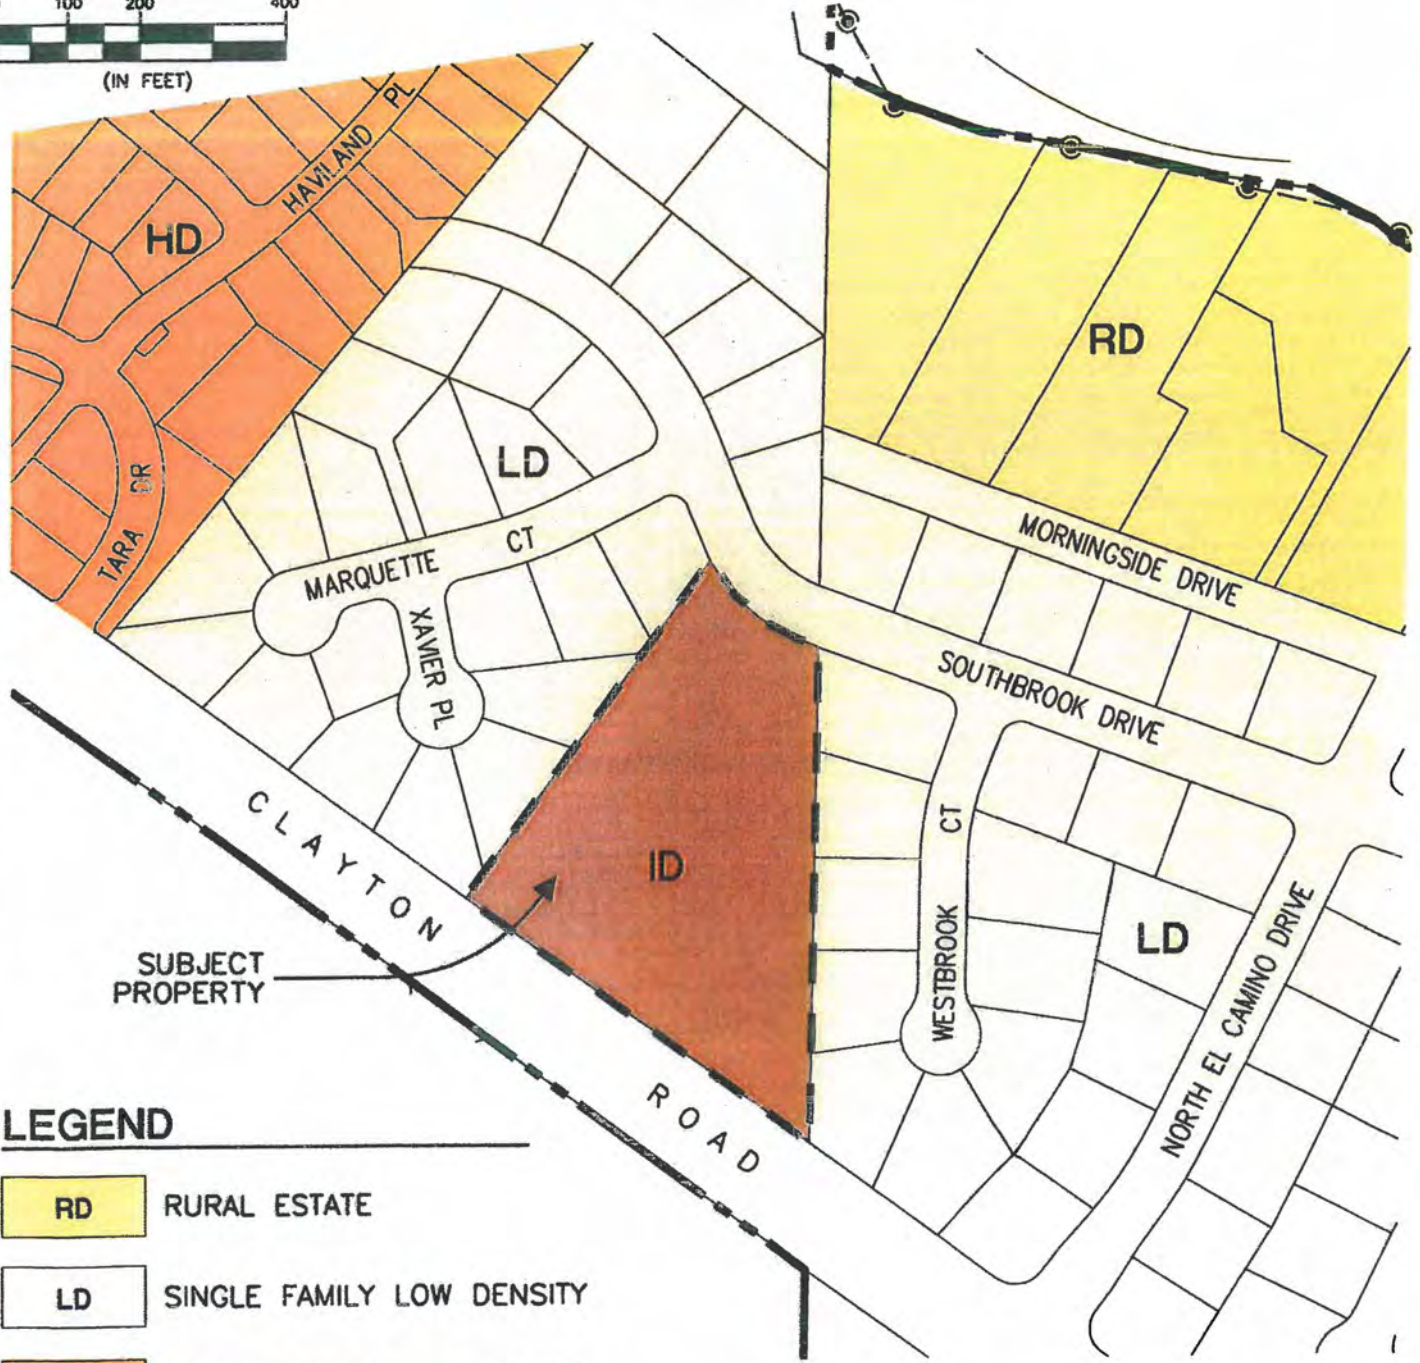 100 200 400
(IN FEET)
HAVILAND PL
HD
RD
LD
TARA DR
MARQUETTE CT
MORNINGSIDE DRIVE
XAVIER PL
SOUTHBROOK DRIVE
CLAYTON ROAD
ID
WESTBROOK CT
LD
NORTH EL CAMINO DRIVE
SUBJECT
PROPERTY
LEGEND
RD RURAL ESTATE
LD SINGLE FAMILY LOW DENSITY